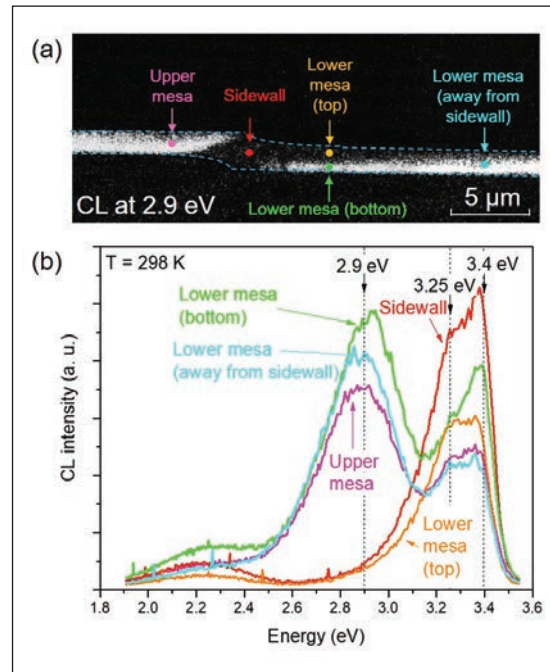 (a)
Upper
mesa
Sidewall
Lower
mesa
(top)
Lower mesa
(away from
sidewall)
CL at 2.9 eV
Lower mesa (bottom)
5 µm
(b)
T = 298 K
2.9 eV
3.4 eV
3.25 eV
Lower mesa
(bottom)
Sidewall
Lower mesa
(away from sidewall)
Upper
mesa
Lower
mesa
(top)
CL intensity (a. u.)
1.8 2.0 2.2 2.4 2.6 2.8 3.0 3.2 3.4 3.6
Energy (eV)